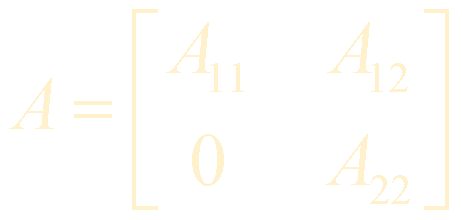 A = [ A₁₁ A₁₂
0 A₂₂ ]